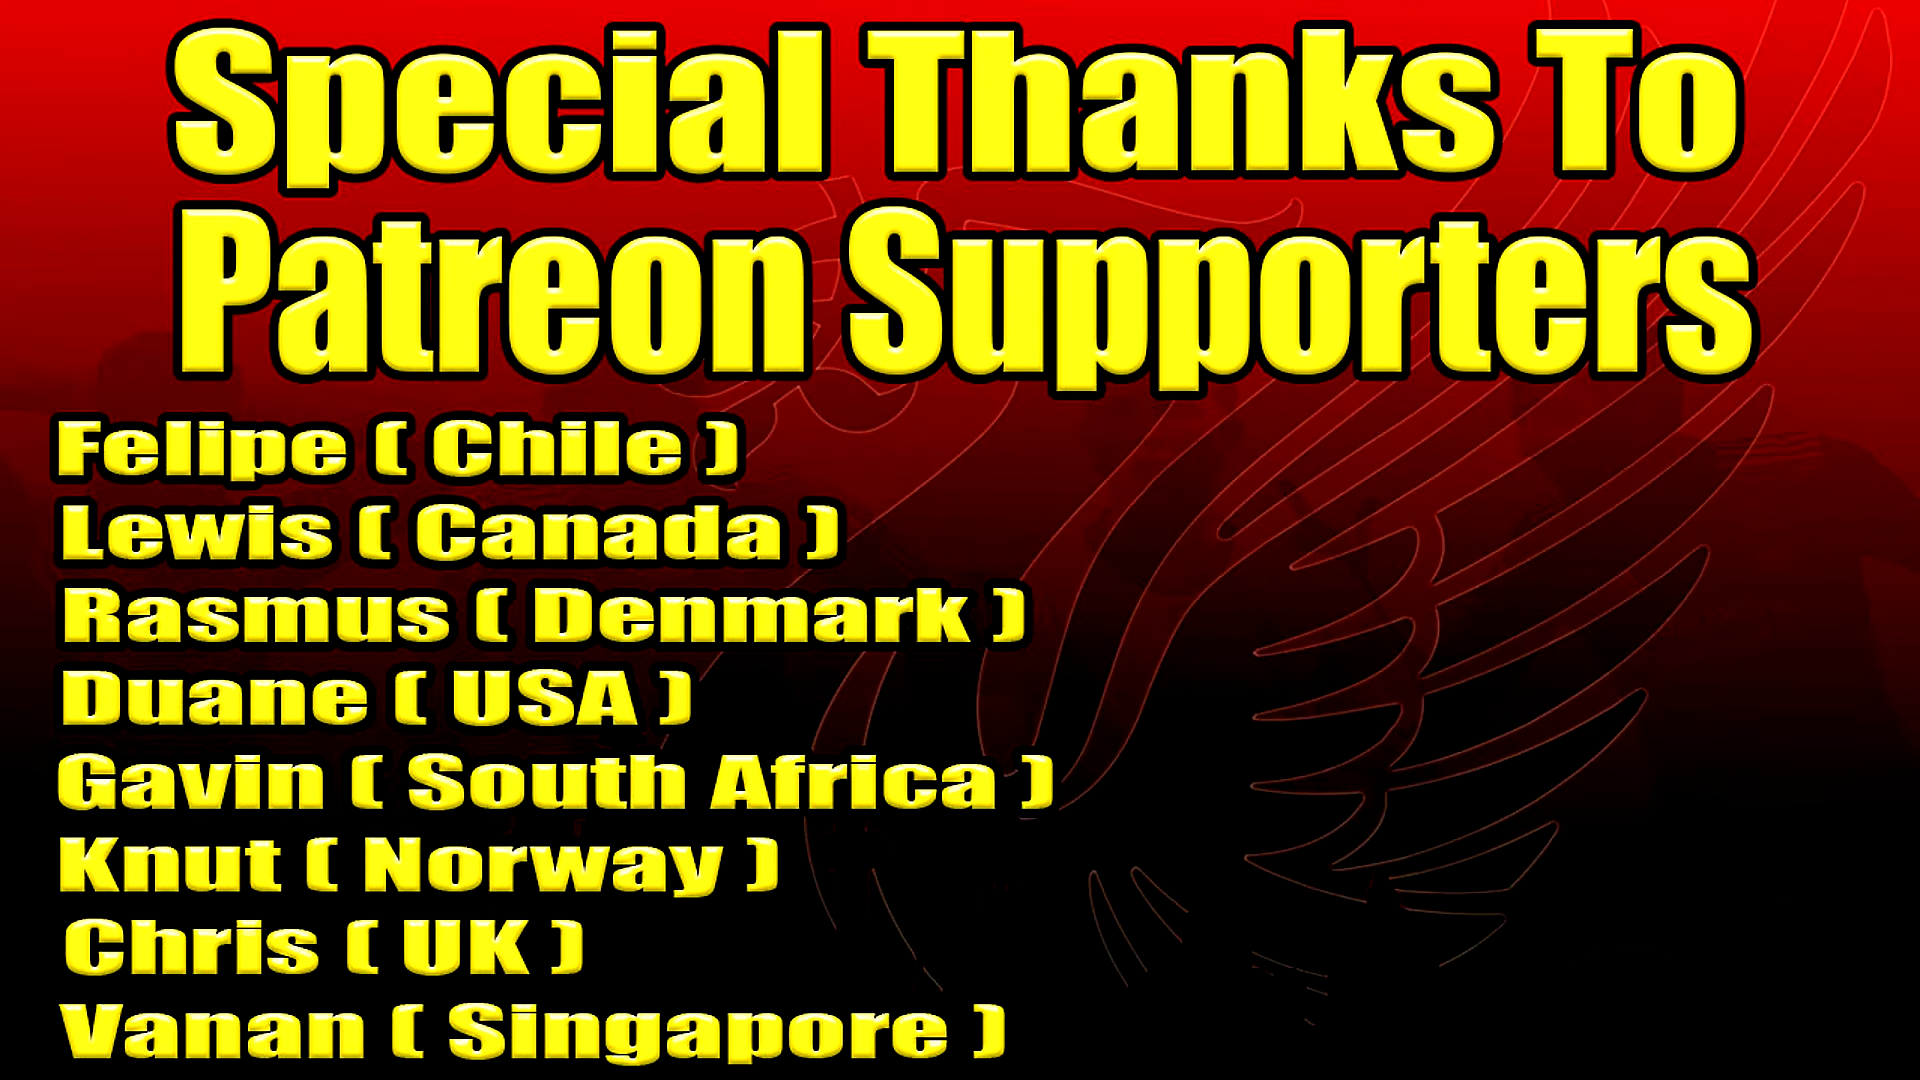 Special Thanks To
Patreon Supporters
Felipe ( Chile )
Lewis ( Canada )
Rasmus ( Denmark )
Duane ( USA )
Gavin ( South Africa )
Knut ( Norway )
Chris ( UK )
Vanan ( Singapore )